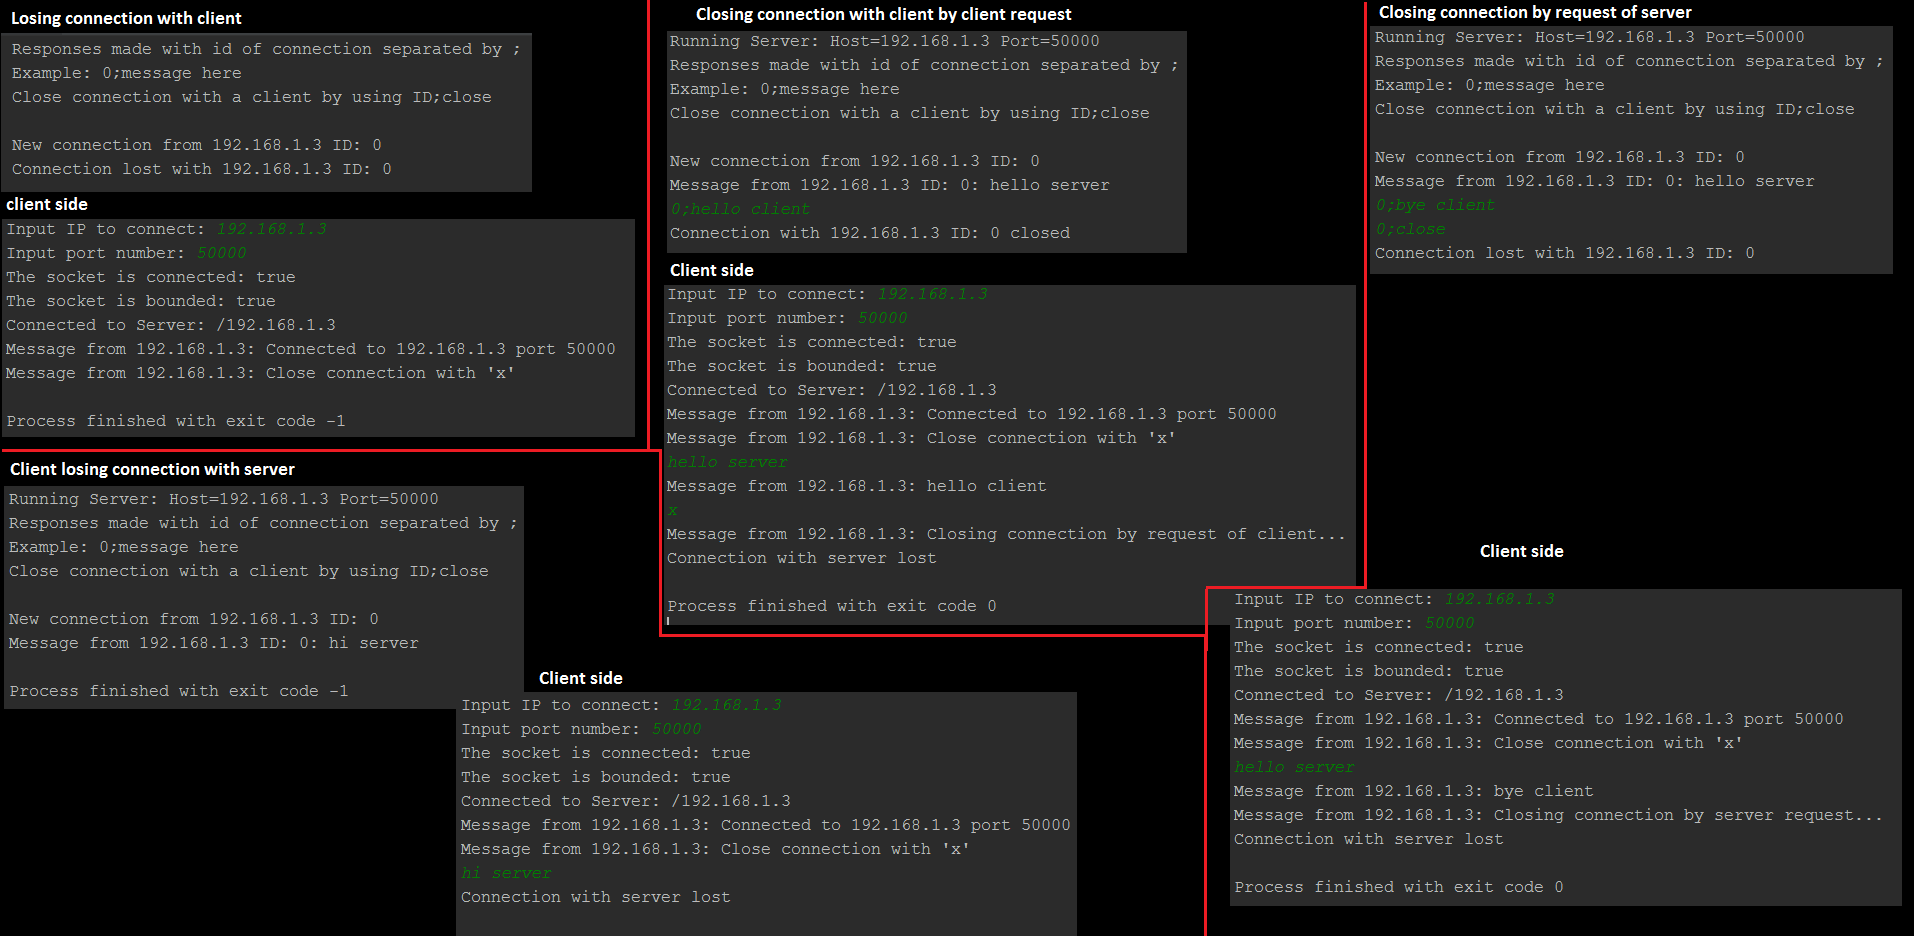 Losing connection with client
Responses made with id of connection separated by ;
Example: 0;message here
Close connection with a client by using ID;close
New connection from 192.168.1.3 ID: 0
Connection lost with 192.168.1.3 ID: 0
client side
Input IP to connect: 192.168.1.3
Input port number: 50000
The socket is connected: true
The socket is bounded: true
Connected to Server: /192.168.1.3
Message from 192.168.1.3: Connected to 192.168.1.3 port 50000
Message from 192.168.1.3: Close connection with 'x'
Process finished with exit code -1
Closing connection with client by client request
Running Server: Host=192.168.1.3 Port=50000
Responses made with id of connection separated by ;
Example: 0;message here
Close connection with a client by using ID;close
New connection from 192.168.1.3 ID: 0
Message from 192.168.1.3 ID: 0: hello server
0;hello client
Connection with 192.168.1.3 ID: 0 closed
Client side
Input IP to connect: 192.168.1.3
Input port number: 50000
The socket is connected: true
The socket is bounded: true
Connected to Server: /192.168.1.3
Message from 192.168.1.3: Connected to 192.168.1.3 port 50000
Message from 192.168.1.3: Close connection with 'x'
hello server
Message from 192.168.1.3: hello client
x
Message from 192.168.1.3: Closing connection by request of client...
Connection with server lost
Process finished with exit code 0
Closing connection by request of server
Running Server: Host=192.168.1.3 Port=50000
Responses made with id of connection separated by ;
Example: 0;message here
Close connection with a client by using ID;close
New connection from 192.168.1.3 ID: 0
Message from 192.168.1.3 ID: 0: hello server
0;bye client
0;close
Connection lost with 192.168.1.3 ID: 0
Client side
Input IP to connect: 192.168.1.3
Input port number: 50000
The socket is connected: true
The socket is bounded: true
Connected to Server: /192.168.1.3
Message from 192.168.1.3: Connected to 192.168.1.3 port 50000
Message from 192.168.1.3: Close connection with 'x'
hello server
Message from 192.168.1.3: bye client
Message from 192.168.1.3: Closing connection by server request...
Connection with server lost
Process finished with exit code 0
Client losing connection with server
Running Server: Host=192.168.1.3 Port=50000
Responses made with id of connection separated by ;
Example: 0;message here
Close connection with a client by using ID;close
New connection from 192.168.1.3 ID: 0
Message from 192.168.1.3 ID: 0: hi server
Process finished with exit code -1
Client side
Input IP to connect: 192.168.1.3
Input port number: 50000
The socket is connected: true
The socket is bounded: true
Connected to Server: /192.168.1.3
Message from 192.168.1.3: Connected to 192.168.1.3 port 50000
Message from 192.168.1.3: Close connection with 'x'
hi server
Connection with server lost